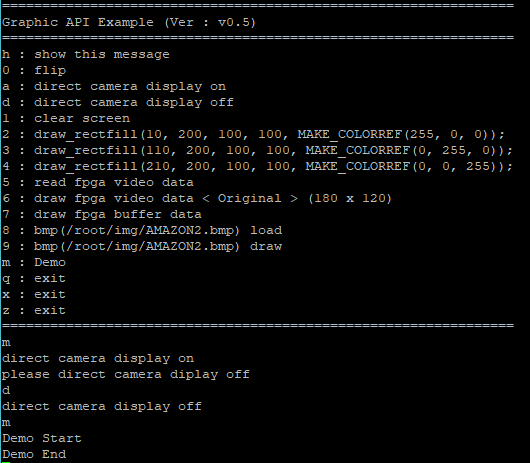 ================================================================
Graphic API Example (Ver : v0.5)
================================================================
h : show this message
0 : flip
a : direct camera display on
d : direct camera display off
1 : clear screen
2 : draw_rectfill(10, 200, 100, 100, MAKE_COLORREF(255, 0, 0));
3 : draw_rectfill(110, 200, 100, 100, MAKE_COLORREF(0, 255, 0));
4 : draw_rectfill(210, 200, 100, 100, MAKE_COLORREF(0, 0, 255));
5 : read fpga video data
6 : draw fpga video data < Original > (180 x 120)
7 : draw fpga buffer data
8 : bmp(/root/img/AMAZON2.bmp) load
9 : bmp(/root/img/AMAZON2.bmp) draw
m : Demo
q : exit
x : exit
z : exit
================================================================
m
direct camera display on
please direct camera diplay off
d
direct camera display off
m
Demo Start
Demo End